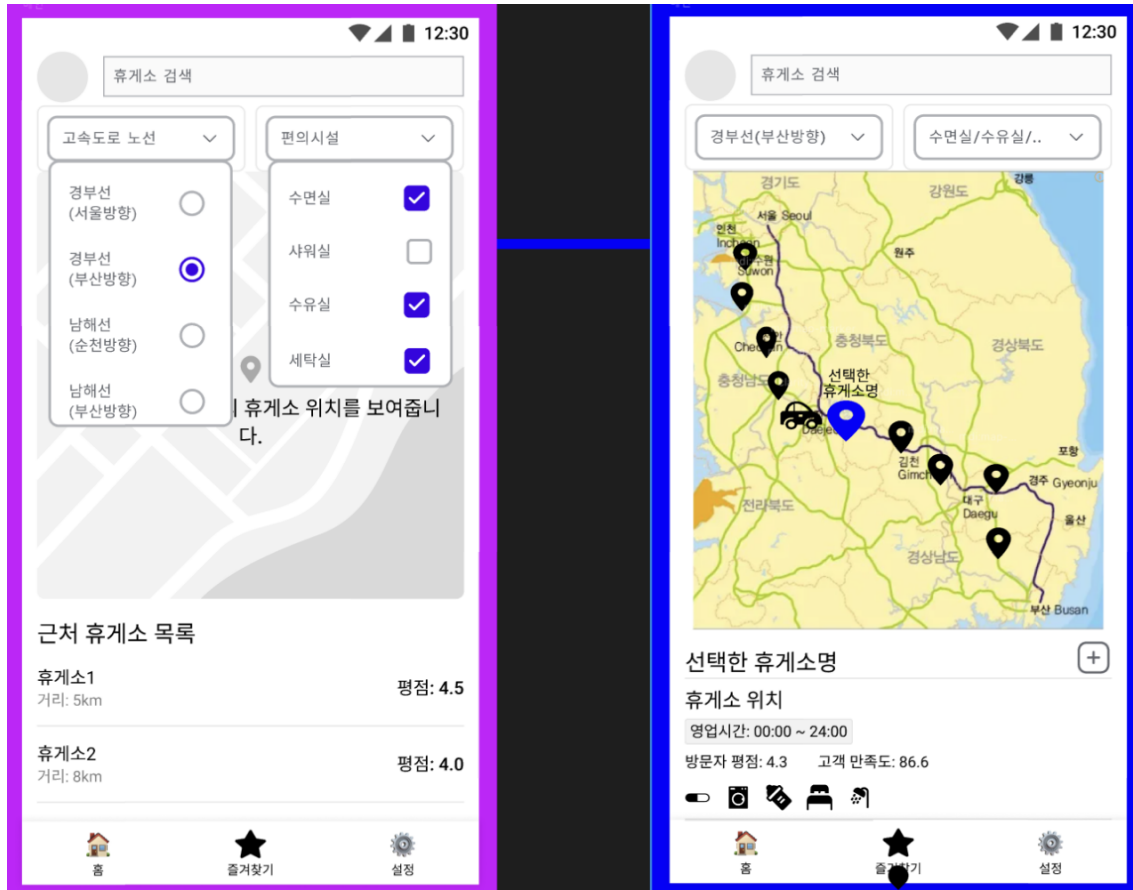 12:30
휴게소 검색
고속도로 노선
편의시설
경부선
(서울방향)
경부선
(부산방향)
남해선
(순천방향)
남해선
(부산방향)
수면실
샤워실
수유실
세탁실
휴게소 위치를 보여줍니
다.
근처 휴게소 목록
휴게소1
평점: 4.5
거리: 5km
휴게소2
평점: 4.0
거리: 8km
홈
즐겨찾기
설정
12:30
휴게소 검색
경부선(부산방향)
수면실/수유실/..
경기도
강원도
강릉
서울 Seoul
인천
원주
수원
Suwon
충청북도
경상북도
충청남도
선택한
휴게소명
포항
김천
경주 Gyeonju
대구
Daegu
울산
전라북도
경상남도
부산 Busan
선택한 휴게소명
휴게소 위치
영업시간: 00:00 ~ 24:00
방문자 평점: 4.3
고객 만족도: 86.6
홈
설정